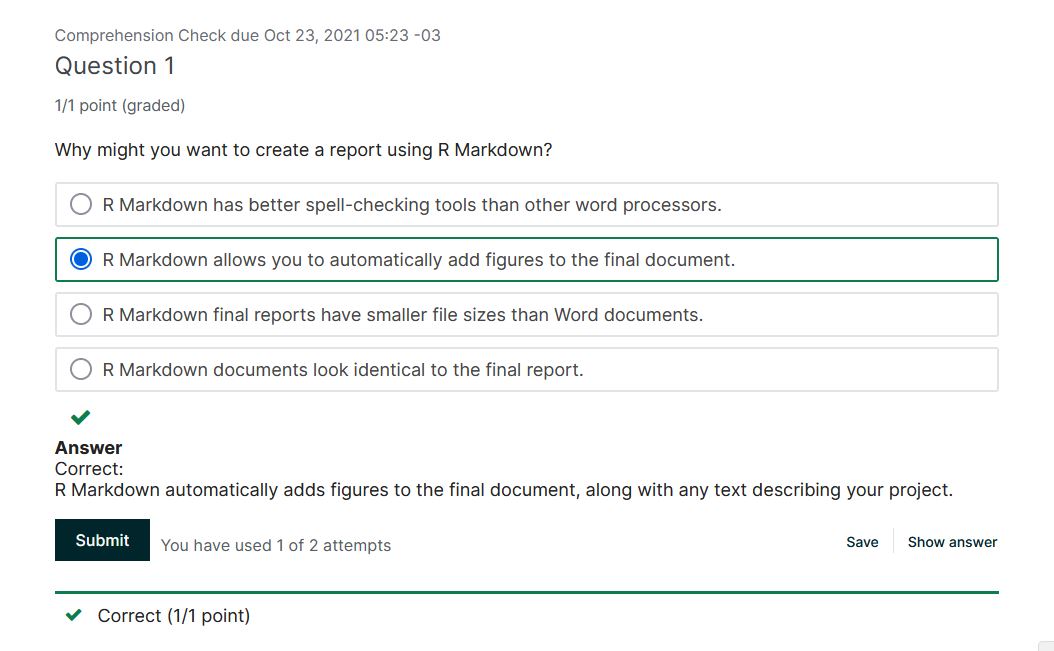 Comprehension Check due Oct 23, 2021 05:23 -03
Question 1
1/1 point (graded)
Why might you want to create a report using R Markdown?
R Markdown has better spell-checking tools than other word processors.
R Markdown allows you to automatically add figures to the final document.
R Markdown final reports have smaller file sizes than Word documents.
R Markdown documents look identical to the final report.
Answer
Correct:
R Markdown automatically adds figures to the final document, along with any text describing your project.
Submit You have used 1 of 2 attempts Save Show answer
Correct (1/1 point)